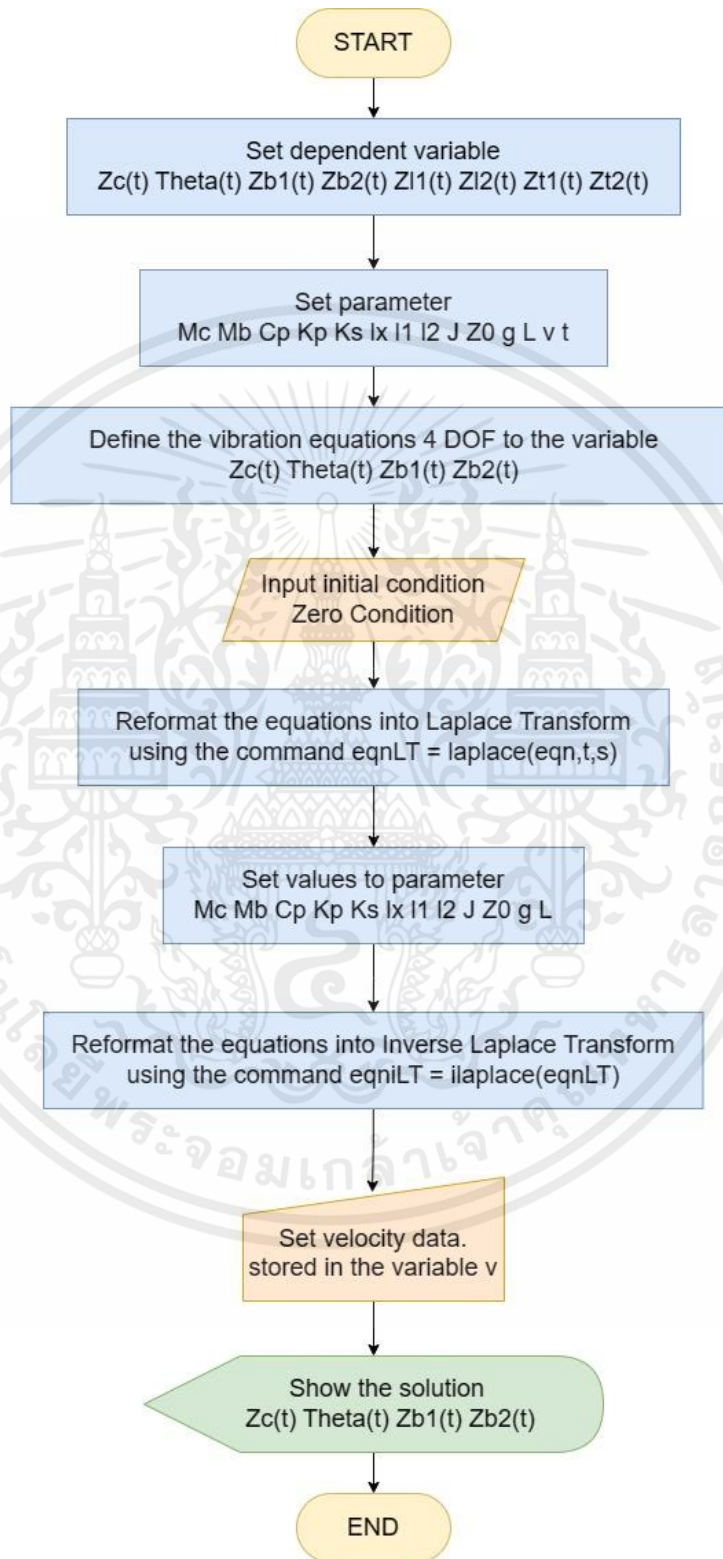 START
Set dependent variable
Zc(t) Theta(t) Zb1(t) Zb2(t) Zl1(t) Zl2(t) Zt1(t) Zt2(t)
Set parameter
Mc Mb Cp Kp Ks lx l1 l2 J Z0 g L v t
Define the vibration equations 4 DOF to the variable
Zc(t) Theta(t) Zb1(t) Zb2(t)
Input initial condition
Zero Condition
Reformat the equations into Laplace Transform
using the command eqnLT = laplace(eqn,t,s)
Set values to parameter
Mc Mb Cp Kp Ks lx l1 l2 J Z0 g L
Reformat the equations into Inverse Laplace Transform
using the command eqniLT = ilaplace(eqnLT)
Set velocity data.
stored in the variable v
Show the solution
Zc(t) Theta(t) Zb1(t) Zb2(t)
END